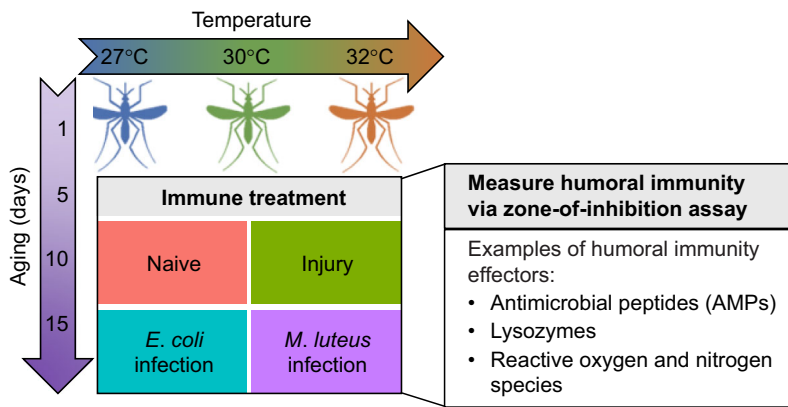 Temperature
27°C 30°C 32°C
Aging (days)
1
5
10
15
Immune treatment
Naive
Injury
E. coli
infection
M. luteus
infection
Measure humoral immunity
via zone-of-inhibition assay
Examples of humoral immunity
effectors:
• Antimicrobial peptides (AMPs)
• Lysozymes
• Reactive oxygen and nitrogen
species